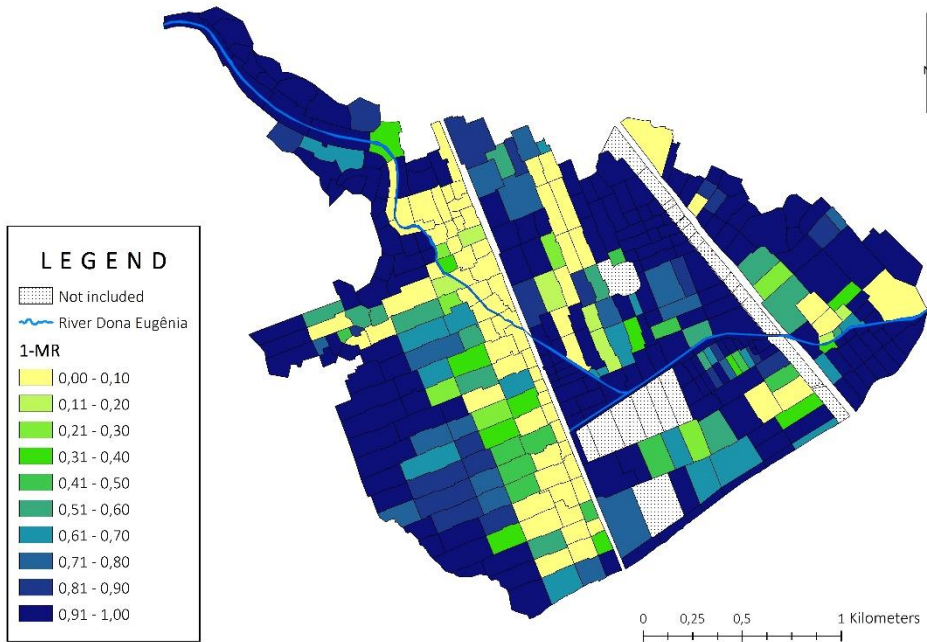 LEGEND
Not included
River Dona Eugênia
1-MR
0,00 - 0,10
0,11 - 0,20
0,21 - 0,30
0,31 - 0,40
0,41 - 0,50
0,51 - 0,60
0,61 - 0,70
0,71 - 0,80
0,81 - 0,90
0,91 - 1,00
0 0,25 0,5 1 Kilometers